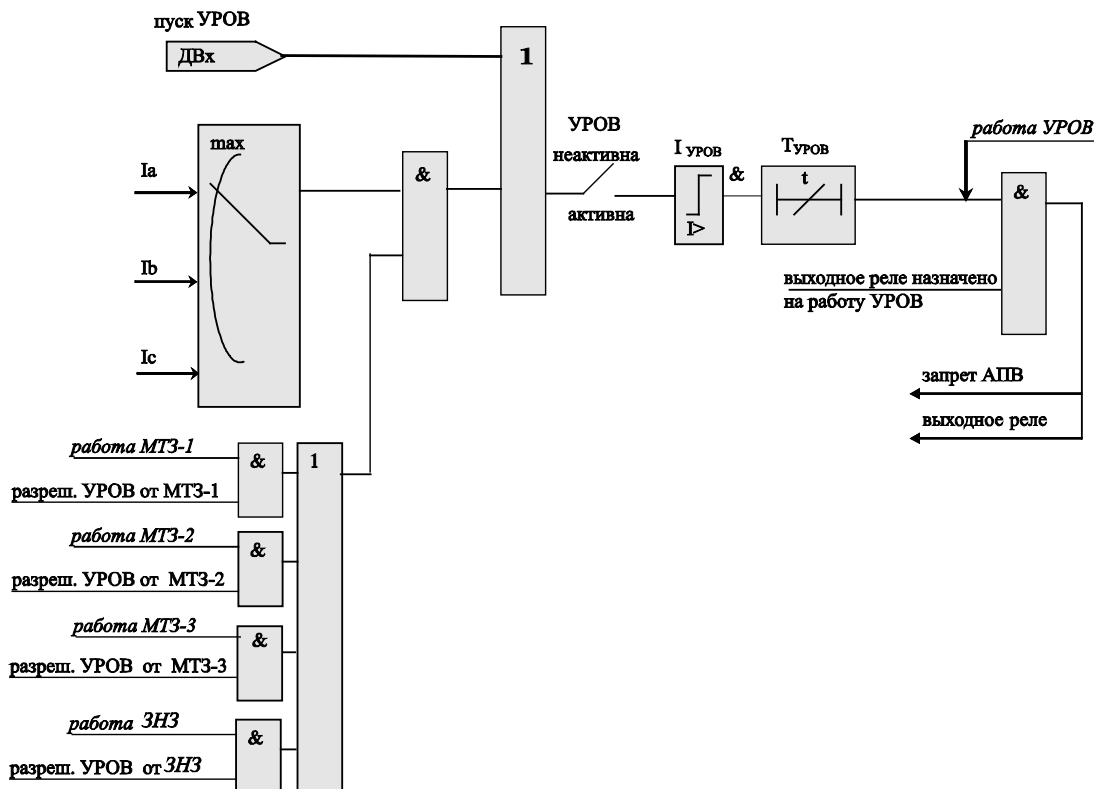 пуск УРОВ
ДВх
1
max
Ia
Ib
Ic
&
УРОВ
неактивна
активна
I УРОВ
I>
&
TУРОВ
t
работа УРОВ
&
выходное реле назначено
на работу УРОВ
запрет АПВ
выходное реле
работа МТЗ-1
разреш. УРОВ от МТЗ-1
&
1
работа МТЗ-2
разреш. УРОВ от МТЗ-2
&
работа МТЗ-3
разреш. УРОВ от МТЗ-3
&
работа ЗНЗ
разреш. УРОВ от ЗНЗ
&